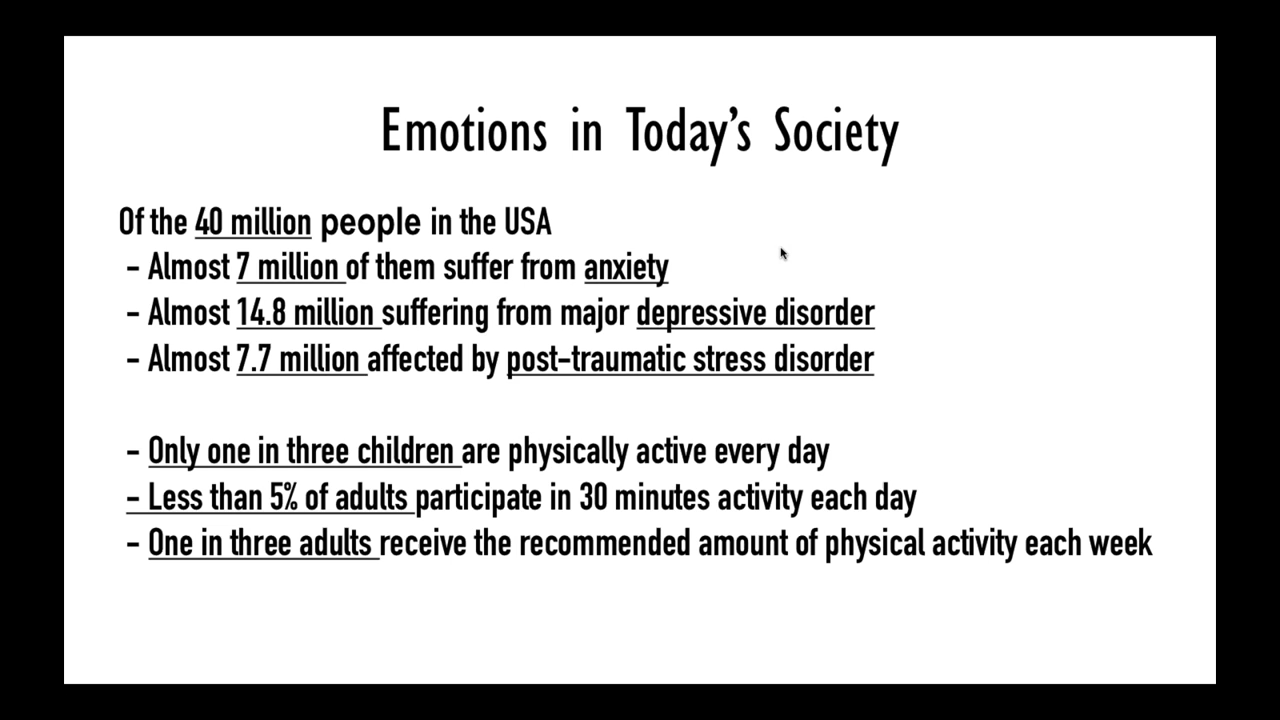 Emotions in Today's Society
Of the 40 million people in the USA
- Almost 7 million of them suffer from anxiety
- Almost 14.8 million suffering from major depressive disorder
- Almost 7.7 million affected by post-traumatic stress disorder
- Only one in three children are physically active every day
- Less than 5% of adults participate in 30 minutes activity each day
- One in three adults receive the recommended amount of physical activity each week